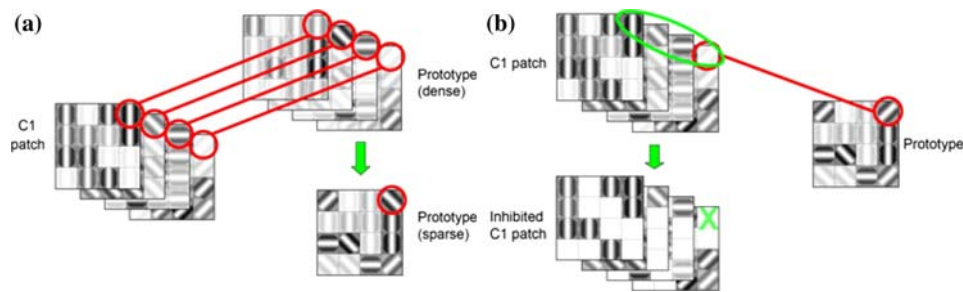 (a)
Prototype
(dense)
C1
patch
Prototype
(sparse)
(b)
C1 patch
Prototype
Inhibited
C1 patch
X